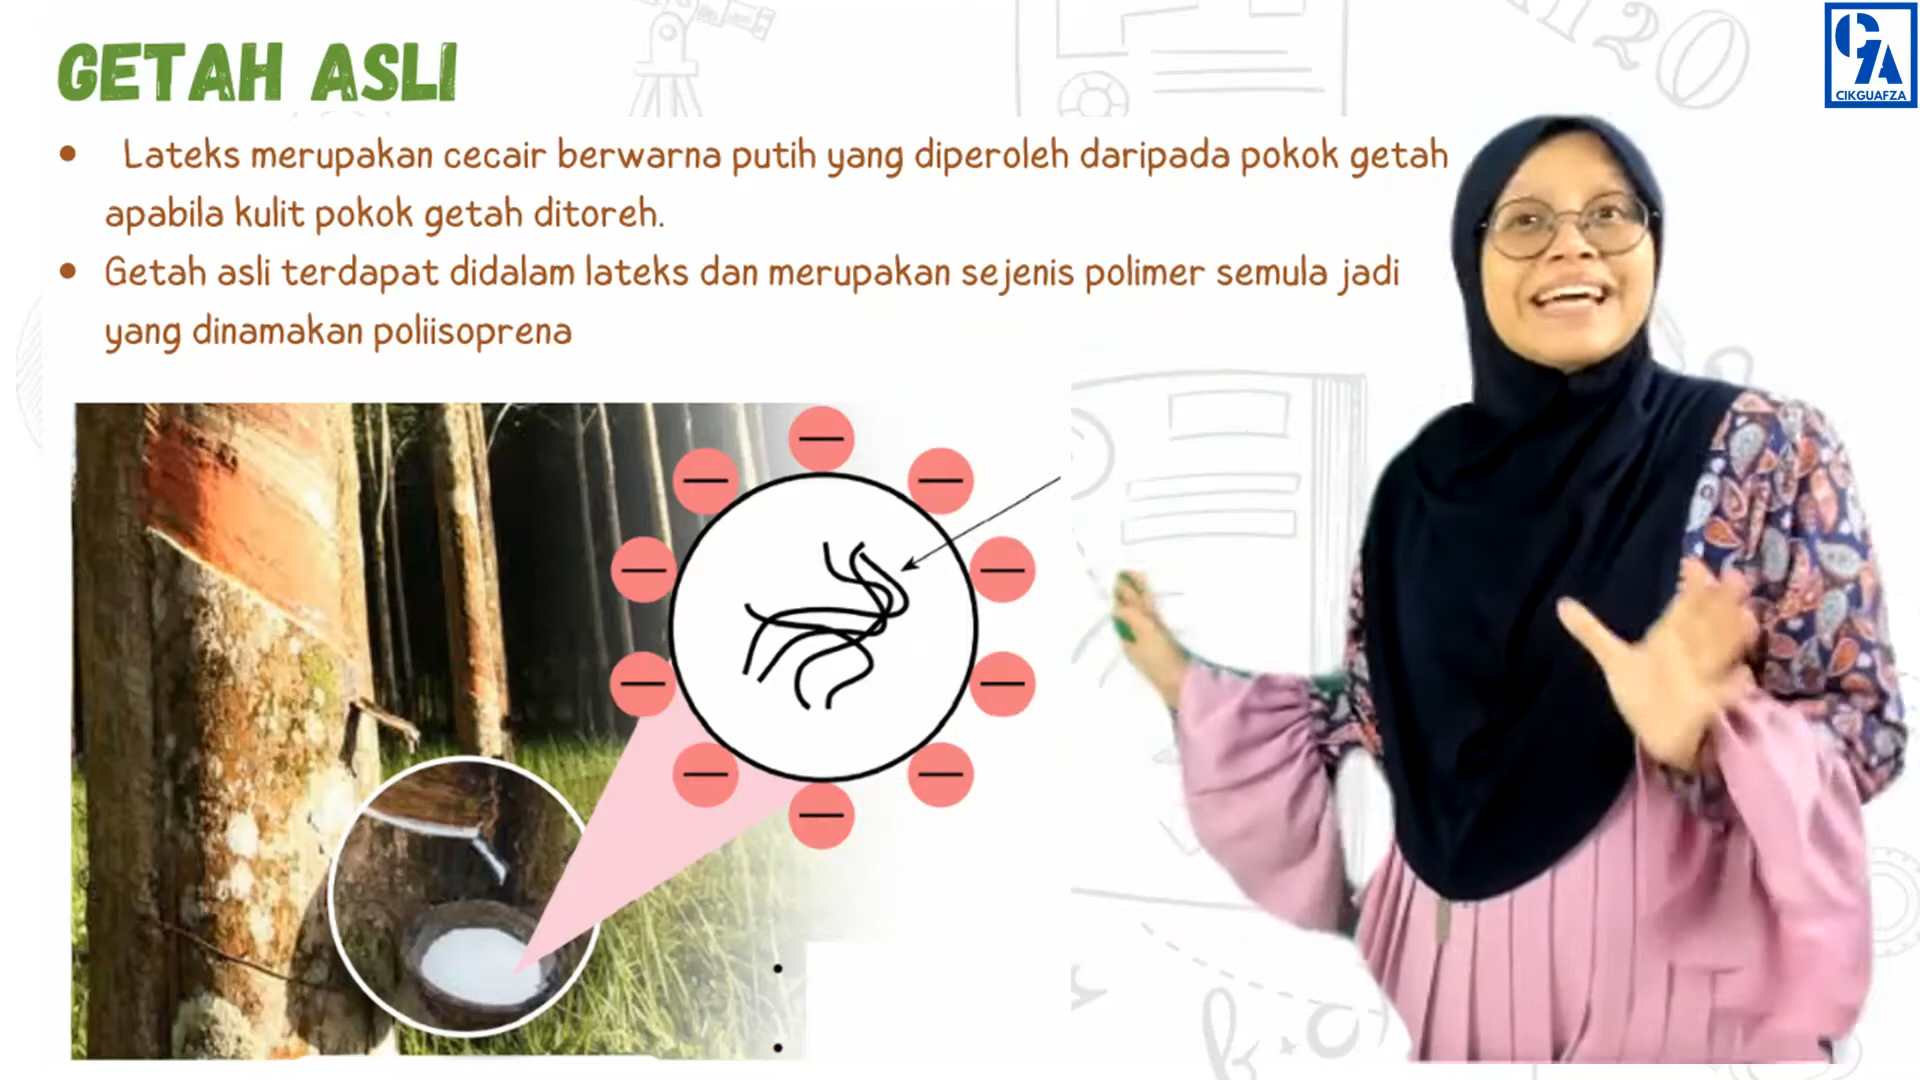 GETAH ASLI
CIKGUAFZA
• Lateks merupakan cecair berwarna putih yang diperoleh daripada pokok getah
apabila kulit pokok getah ditoreh.
• Getah asli terdapat didalam lateks dan merupakan sejenis polimer semula jadi
yang dinamakan poliisoprena